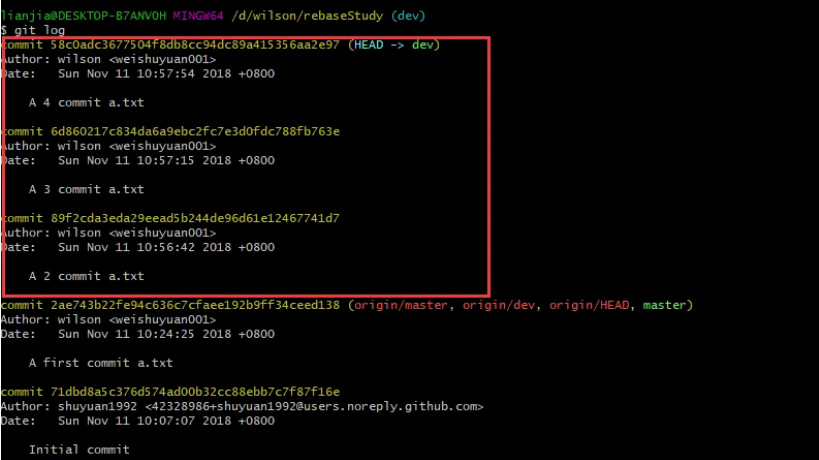 lianjia@DESKTOP-B7ANVOH MINGW64 /d/wilson/rebaseStudy (dev)
$ git log
commit 58c0adc3677504f8db8cc94dc89a415356aa2e97 (HEAD -> dev)
Author: wilson <weishuyuan001>
Date:   Sun Nov 11 10:57:54 2018 +0800
    A 4 commit a.txt
commit 6d860217c834da6a9ebc2fc7e3d0fdc788fb763e
Author: wilson <weishuyuan001>
Date:   Sun Nov 11 10:57:15 2018 +0800
    A 3 commit a.txt
commit 89f2cda3eda29eead5b244de96d61e12467741d7
Author: wilson <weishuyuan001>
Date:   Sun Nov 11 10:56:42 2018 +0800
    A 2 commit a.txt
commit 2ae743b22fe94c636c7cfaee192b9ff34ceed138 (origin/master, origin/dev, origin/HEAD, master)
Author: wilson <weishuyuan001>
Date:   Sun Nov 11 10:24:25 2018 +0800
    A first commit a.txt
commit 71dbd8a5c376d574ad00b32cc88ebb7c7f87f16e
Author: shuyuan1992 <42328986+shuyuan1992@users.noreply.github.com>
Date:   Sun Nov 11 10:07:07 2018 +0800
    Initial commit